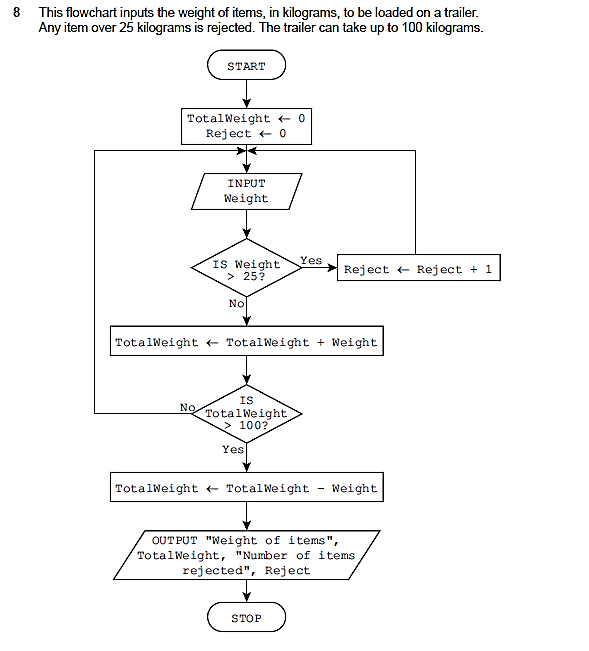 8 This flowchart inputs the weight of items, in kilograms, to be loaded on a trailer.
Any item over 25 kilograms is rejected. The trailer can take up to 100 kilograms.
START
TotalWeight ← 0
Reject ← 0
INPUT
Weight
IS Weight
> 25?
Yes
Reject ← Reject + 1
No
TotalWeight ← TotalWeight + Weight
IS
TotalWeight
> 100?
No
Yes
TotalWeight ← TotalWeight - Weight
OUTPUT "Weight of items",
TotalWeight, "Number of items
rejected", Reject
STOP